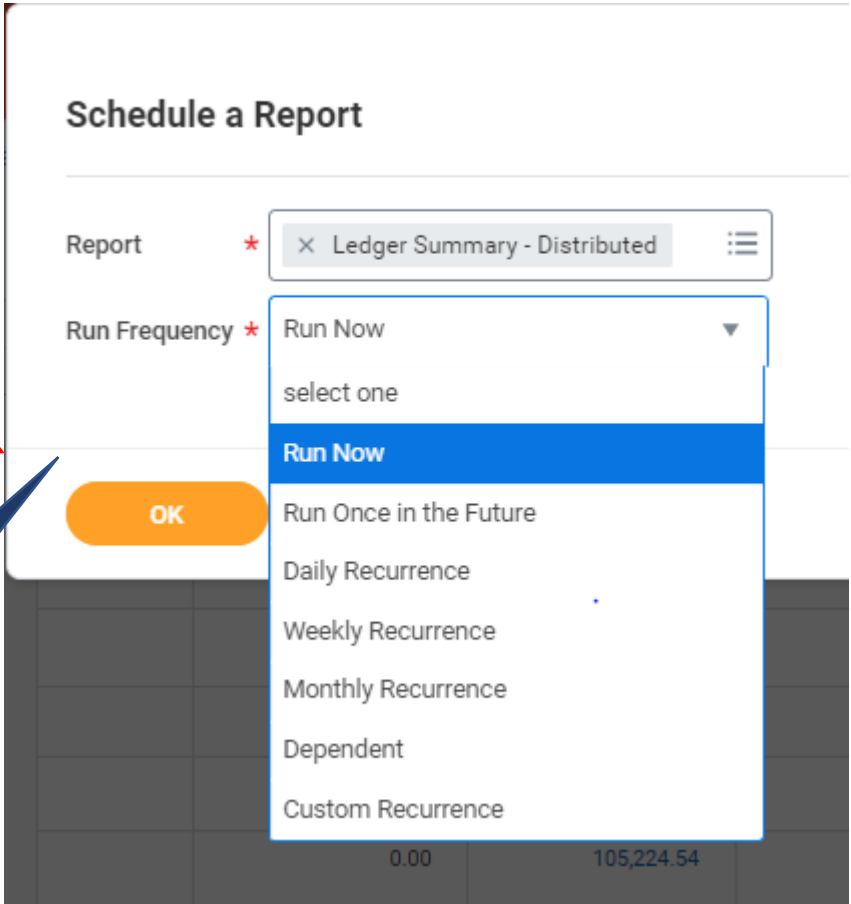 Schedule a Report
Report * × Ledger Summary - Distributed
Run Frequency * Run Now
select one
Run Now
OK
Run Once in the Future
Daily Recurrence
Weekly Recurrence
Monthly Recurrence
Dependent
Custom Recurrence
0.00 105,224.54